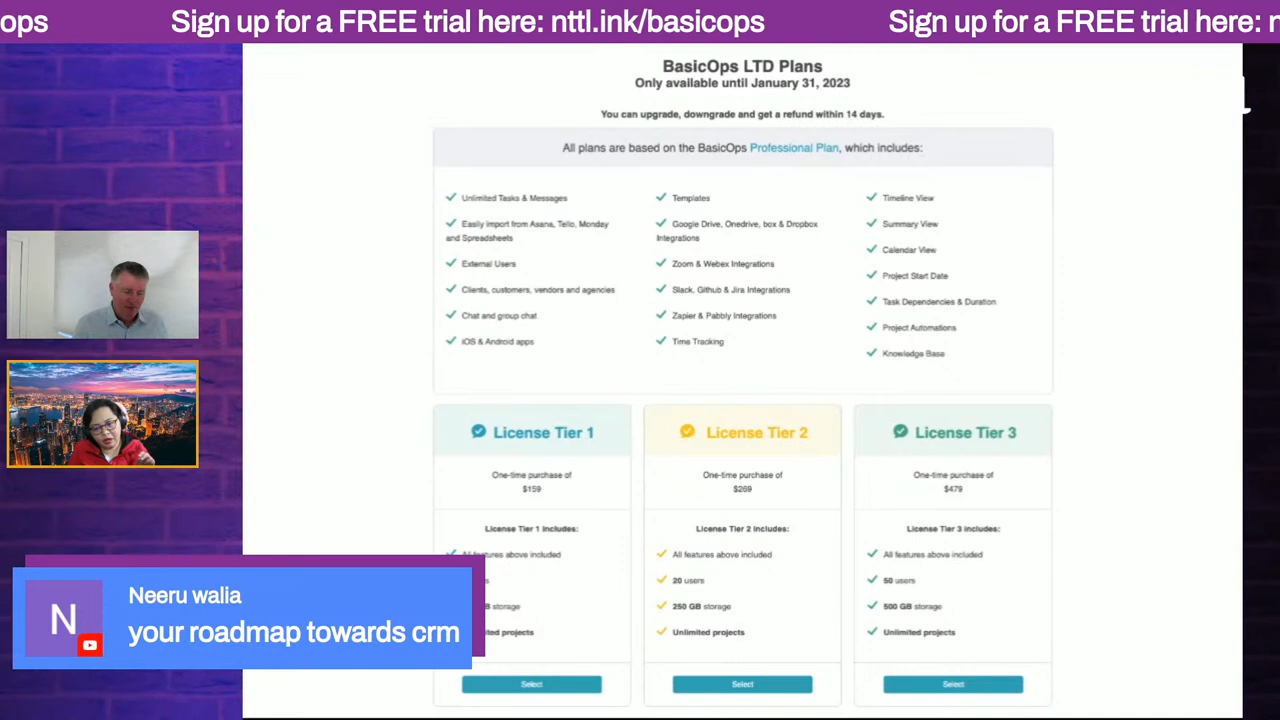 ops
Sign up for a FREE trial here: nttl.ink/basicops
Sign up for a FREE trial here: n
BasicOps LTD Plans
Only available until January 31, 2023
You can upgrade, downgrade and get a refund within 14 days.
All plans are based on the BasicOps Professional Plan, which includes:
Unlimited Tasks & Messages
Easily import from Asana, Tello, Monday
and Spreadsheets
External Users
Clients, customers, vendors and agencies
Chat and group chat
iOS & Android apps
Templates
Google Drive, Onedrive, box & Dropbox
Integrations
Zoom & Webex Integrations
Slack, Github & Jira Integrations
Zapier & Pabbly Integrations
Time Tracking
Timeline View
Summary View
Calendar View
Project Start Date
Task Dependencies & Duration
Project Automations
Knowledge Base
License Tier 1
One-time purchase of
$159
License Tier 1 Includes:
All features above included
storage
projects
Select
License Tier 2
One-time purchase of
$269
License Tier 2 Includes:
All features above included
20 users
250 GB storage
Unlimited projects
Select
License Tier 3
One-time purchase of
$479
License Tier 3 Includes:
All features above included
50 users
500 GB storage
Unlimited projects
Select
N
Neeru walia
your roadmap towards crm